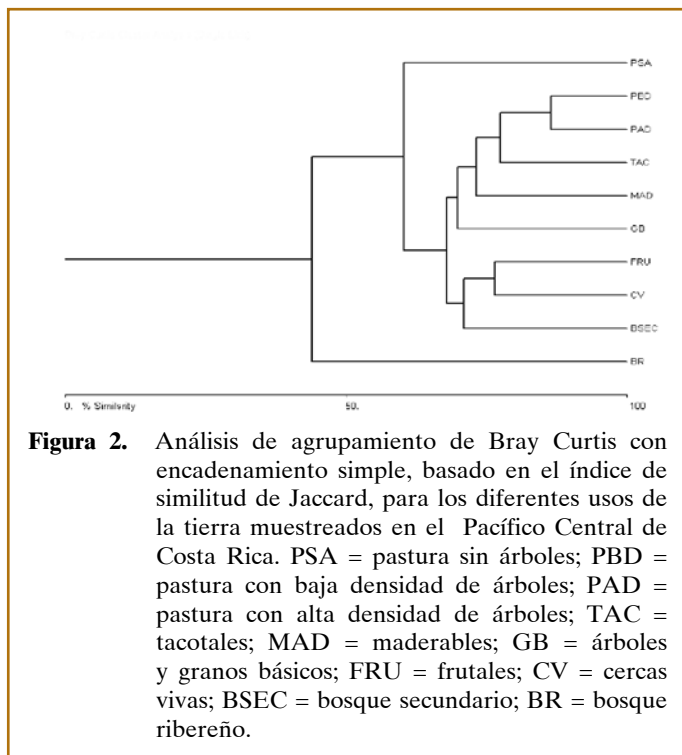 PSA
PBD
PAD
TAC
MAD
GB
FRU
CV
BSEC
BR
0. % Similarity 50. 100
Figura 2. Análisis de agrupamiento de Bray Curtis con
encadenamiento simple, basado en el índice de
similitud de Jaccard, para los diferentes usos de
la tierra muestreados en el Pacífico Central de
Costa Rica. PSA = pastura sin árboles; PBD =
pastura con baja densidad de árboles; PAD =
pastura con alta densidad de árboles; TAC =
tacotales; MAD = maderables; GB = árboles
y granos básicos; FRU = frutales; CV = cercas
vivas; BSEC = bosque secundario; BR = bosque
ribereño.